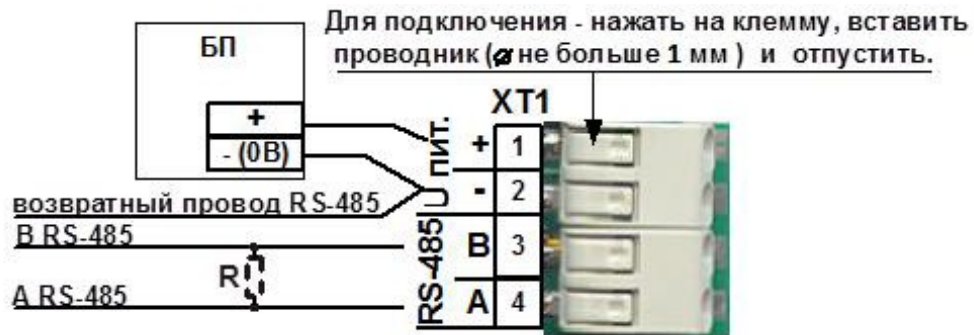 Для подключения - нажать на клемму, вставить
проводник (⌀ не больше 1 мм ) и отпустить.
БП
+
- (0В)
XT1
U пит.
+ 1
- 2
возвратный провод RS-485
B RS-485
R
A RS-485
RS-485
B 3
A 4